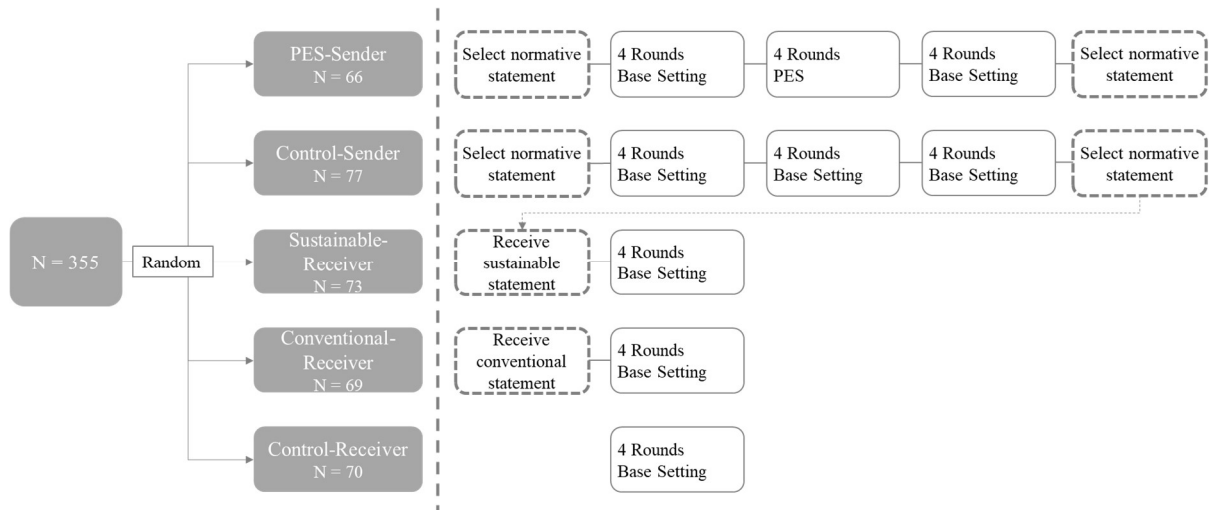 N = 355
Random
PES-Sender
N = 66
Select normative
statement
4 Rounds
Base Setting
4 Rounds
PES
4 Rounds
Base Setting
Select normative
statement
Control-Sender
N = 77
Select normative
statement
4 Rounds
Base Setting
4 Rounds
Base Setting
4 Rounds
Base Setting
Select normative
statement
Sustainable-
Receiver
N = 73
Receive
sustainable
statement
4 Rounds
Base Setting
Conventional-
Receiver
N = 69
Receive
conventional
statement
4 Rounds
Base Setting
Control-Receiver
N = 70
4 Rounds
Base Setting